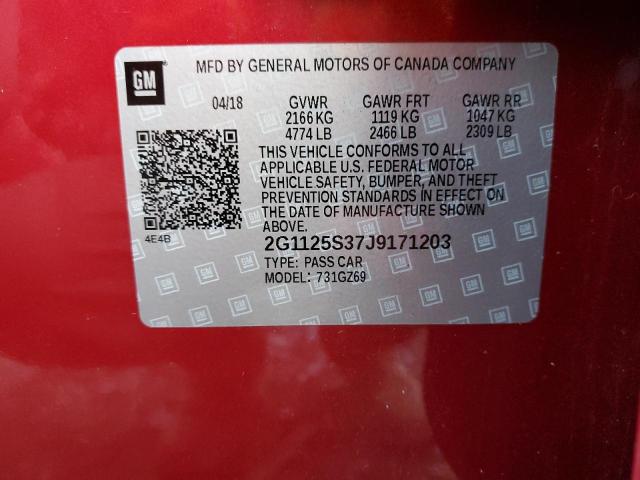 GM
MFD BY GENERAL MOTORS OF CANADA COMPANY
04/18 GVWR GAWR FRT GAWR RR
2166 KG 1119 KG 1047 KG
4774 LB 2466 LB 2309 LB
THIS VEHICLE CONFORMS TO ALL
APPLICABLE U.S. FEDERAL MOTOR
VEHICLE SAFETY, BUMPER, AND THEFT
PREVENTION STANDARDS IN EFFECT ON
THE DATE OF MANUFACTURE SHOWN
ABOVE.
4E4B
2G1125S37J9171203
TYPE: PASS CAR
MODEL: 731GZ69